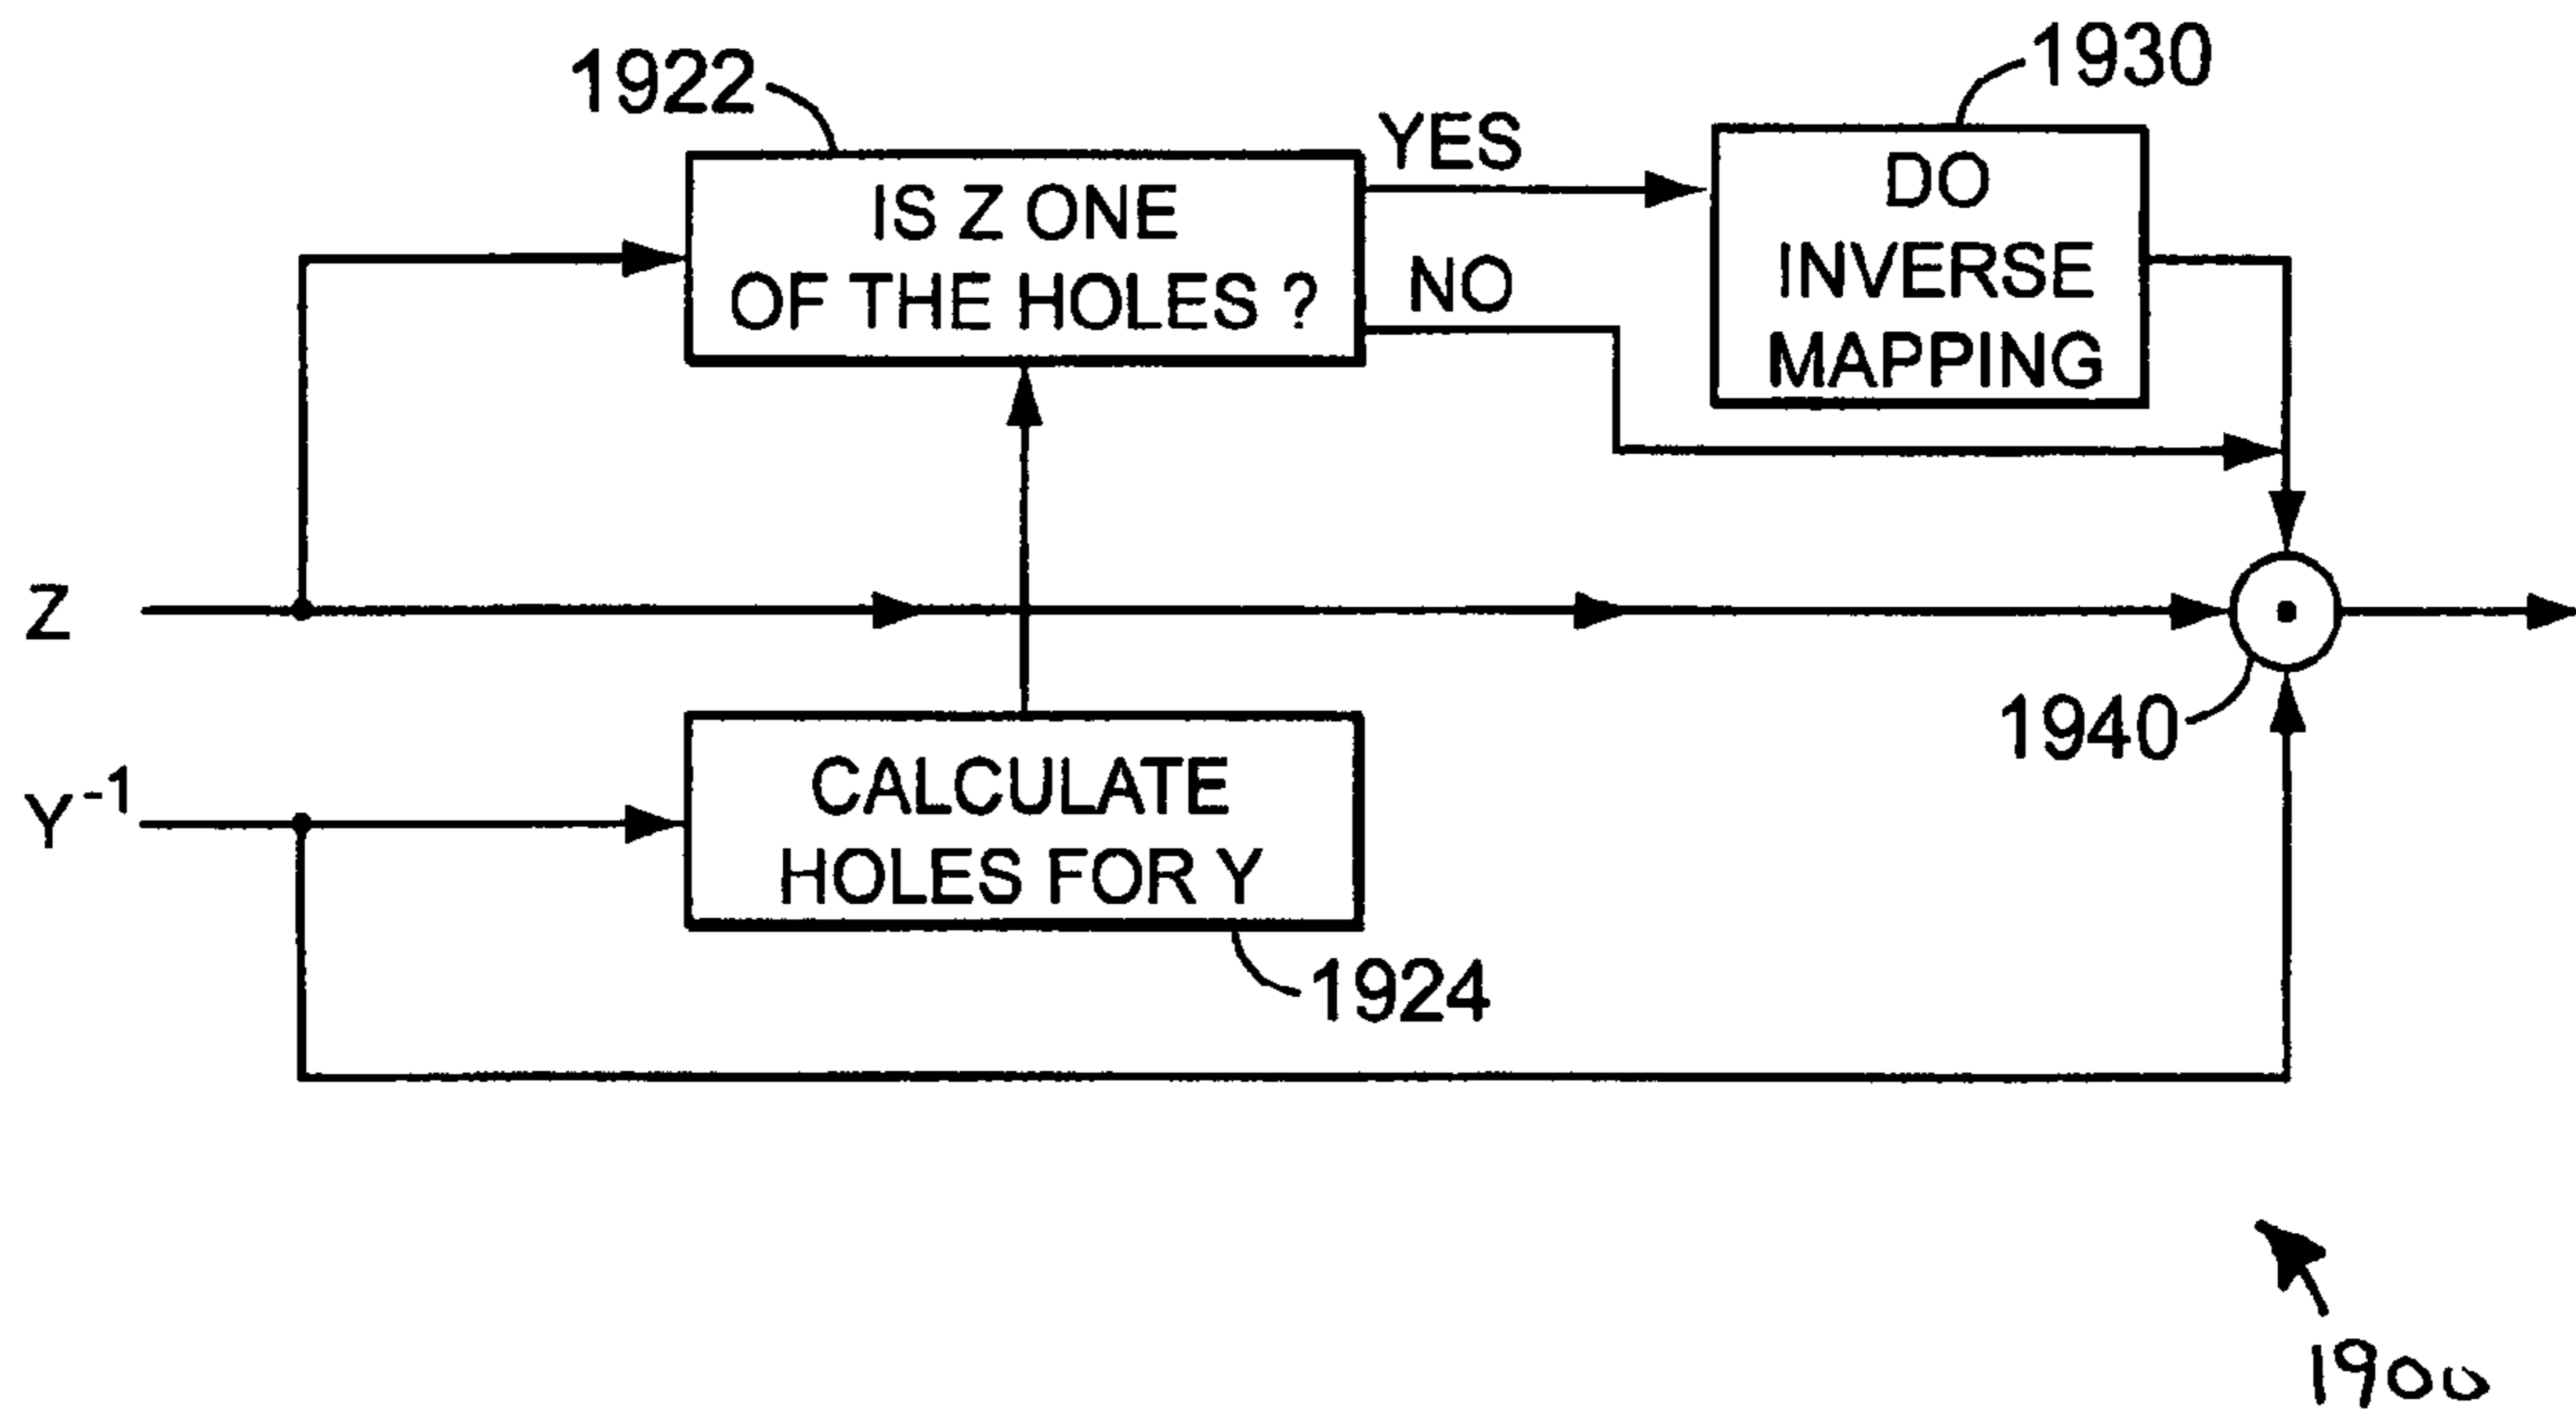 1922
1930
YES
IS Z ONE
OF THE HOLES ?
NO
DO
INVERSE
MAPPING
Z
1940
Y⁻¹
CALCULATE
HOLES FOR Y
1924
1900